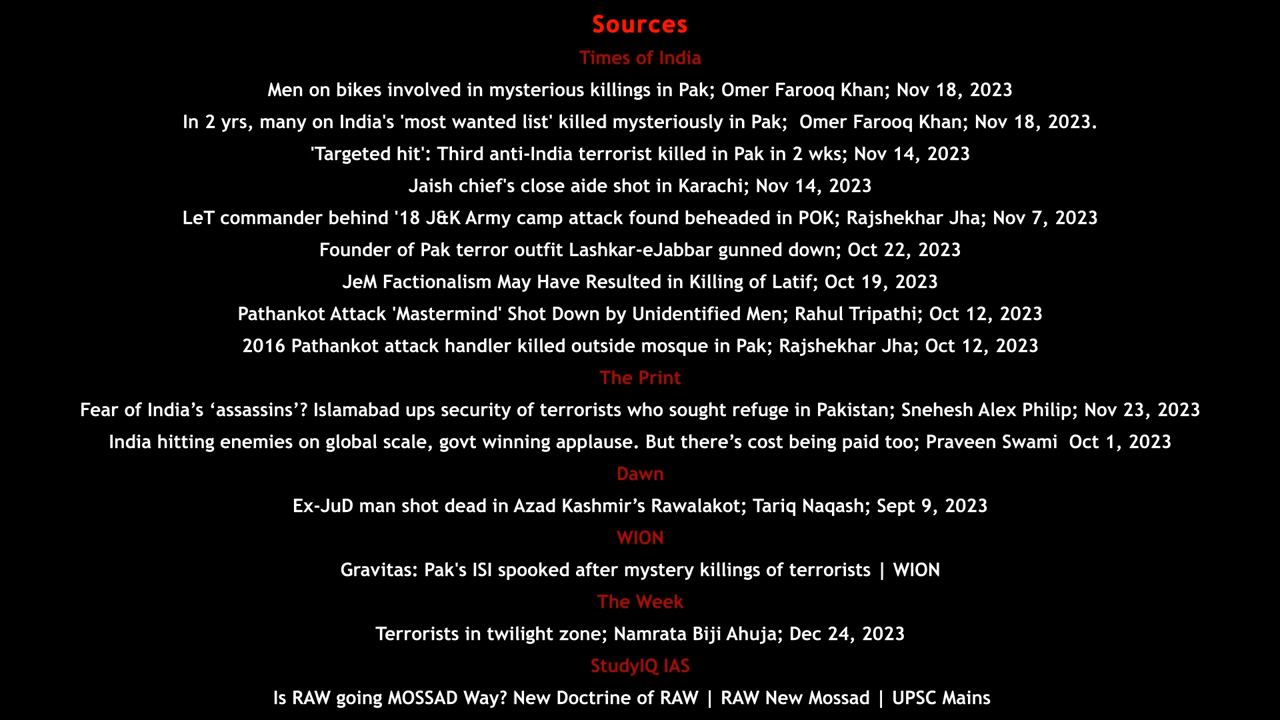 Sources
Times of India
Men on bikes involved in mysterious killings in Pak; Omer Farooq Khan; Nov 18, 2023
In 2 yrs, many on India's 'most wanted list' killed mysteriously in Pak;  Omer Farooq Khan; Nov 18, 2023.
'Targeted hit': Third anti-India terrorist killed in Pak in 2 wks; Nov 14, 2023
Jaish chief's close aide shot in Karachi; Nov 14, 2023
LeT commander behind '18 J&K Army camp attack found beheaded in POK; Rajshekhar Jha; Nov 7, 2023
Founder of Pak terror outfit Lashkar-eJabbar gunned down; Oct 22, 2023
JeM Factionalism May Have Resulted in Killing of Latif; Oct 19, 2023
Pathankot Attack 'Mastermind' Shot Down by Unidentified Men; Rahul Tripathi; Oct 12, 2023
2016 Pathankot attack handler killed outside mosque in Pak; Rajshekhar Jha; Oct 12, 2023
The Print
Fear of India’s ‘assassins’? Islamabad ups security of terrorists who sought refuge in Pakistan; Snehesh Alex Philip; Nov 23, 2023
India hitting enemies on global scale, govt winning applause. But there’s cost being paid too; Praveen Swami  Oct 1, 2023
Dawn
Ex-JuD man shot dead in Azad Kashmir’s Rawalakot; Tariq Naqash; Sept 9, 2023
WION
Gravitas: Pak's ISI spooked after mystery killings of terrorists | WION
The Week
Terrorists in twilight zone; Namrata Biji Ahuja; Dec 24, 2023
StudyIQ IAS
Is RAW going MOSSAD Way? New Doctrine of RAW | RAW New Mossad | UPSC Mains